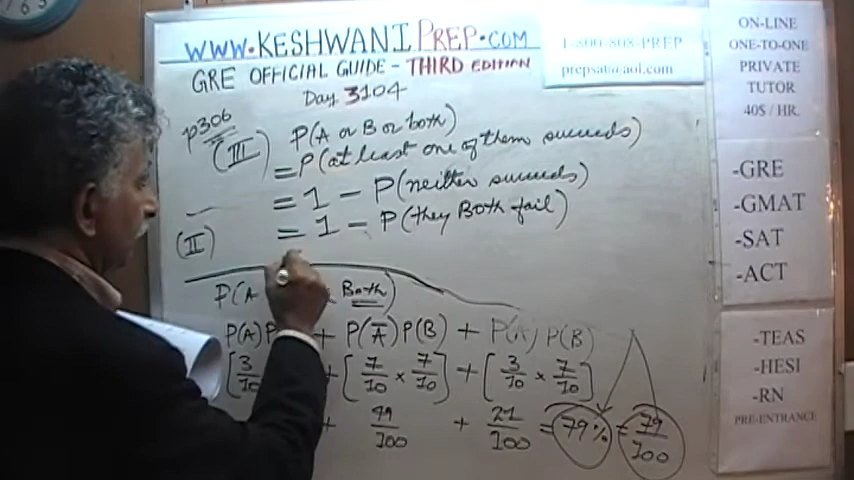 WWW.KESHWANIPREP.COM
1-800-808-PREP
prepsat@aol.com
GRE OFFICIAL GUIDE - THIRD EDITION
Day 3104
p306
(III) P(A or B or both)
= P(at least one of them succeeds)
= 1 - P(neither succeeds)
= 1 - P(they Both fail)
(II)
P(A Both)
P(A)P + P(A̅)P(B) + P(A)P(B)
[3/10 + [7/10 × 7/10] + [3/10 × 7/10]
+ 49/100 + 21/100 = 79% = 79/100
ON-LINE
ONE-TO-ONE
PRIVATE
TUTOR
40$ / HR.
-GRE
-GMAT
-SAT
-ACT
-TEAS
-HESI
-RN
PRE-ENTRANCE